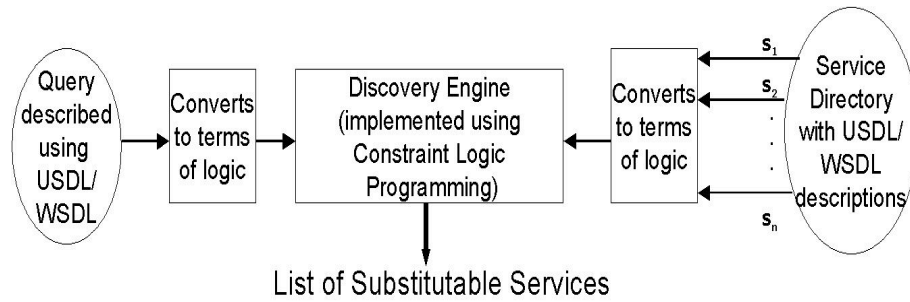 Query
described
using
USDL/
WSDL
Converts
to terms
of logic
Discovery Engine
(implemented using
Constraint Logic
Programming)
Converts
to terms
of logic
S1
S2
.
.
.
Sn
Service
Directory
with USDL/
WSDL
descriptions
List of Substitutable Services